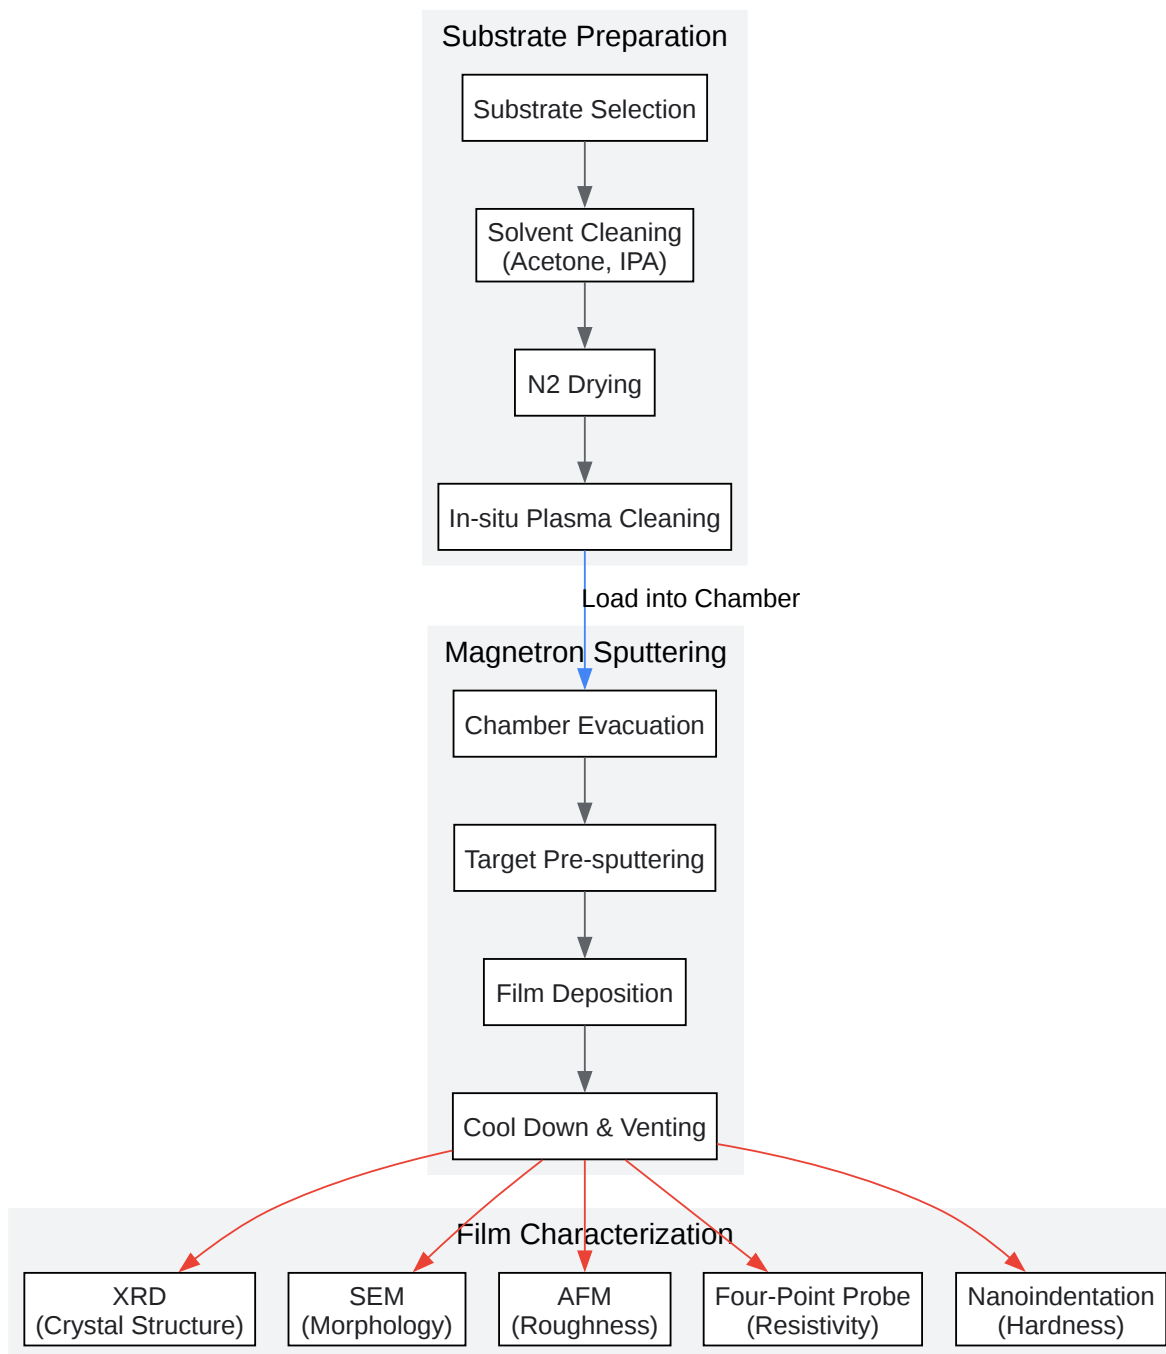 Substrate Preparation
Substrate Selection
Solvent Cleaning
(Acetone, IPA)
N2 Drying
In-situ Plasma Cleaning
Load into Chamber
Magnetron Sputtering
Chamber Evacuation
Target Pre-sputtering
Film Deposition
Cool Down & Venting
Film Characterization
XRD
(Crystal Structure)
SEM
(Morphology)
AFM
(Roughness)
Four-Point Probe
(Resistivity)
Nanoindentation
(Hardness)